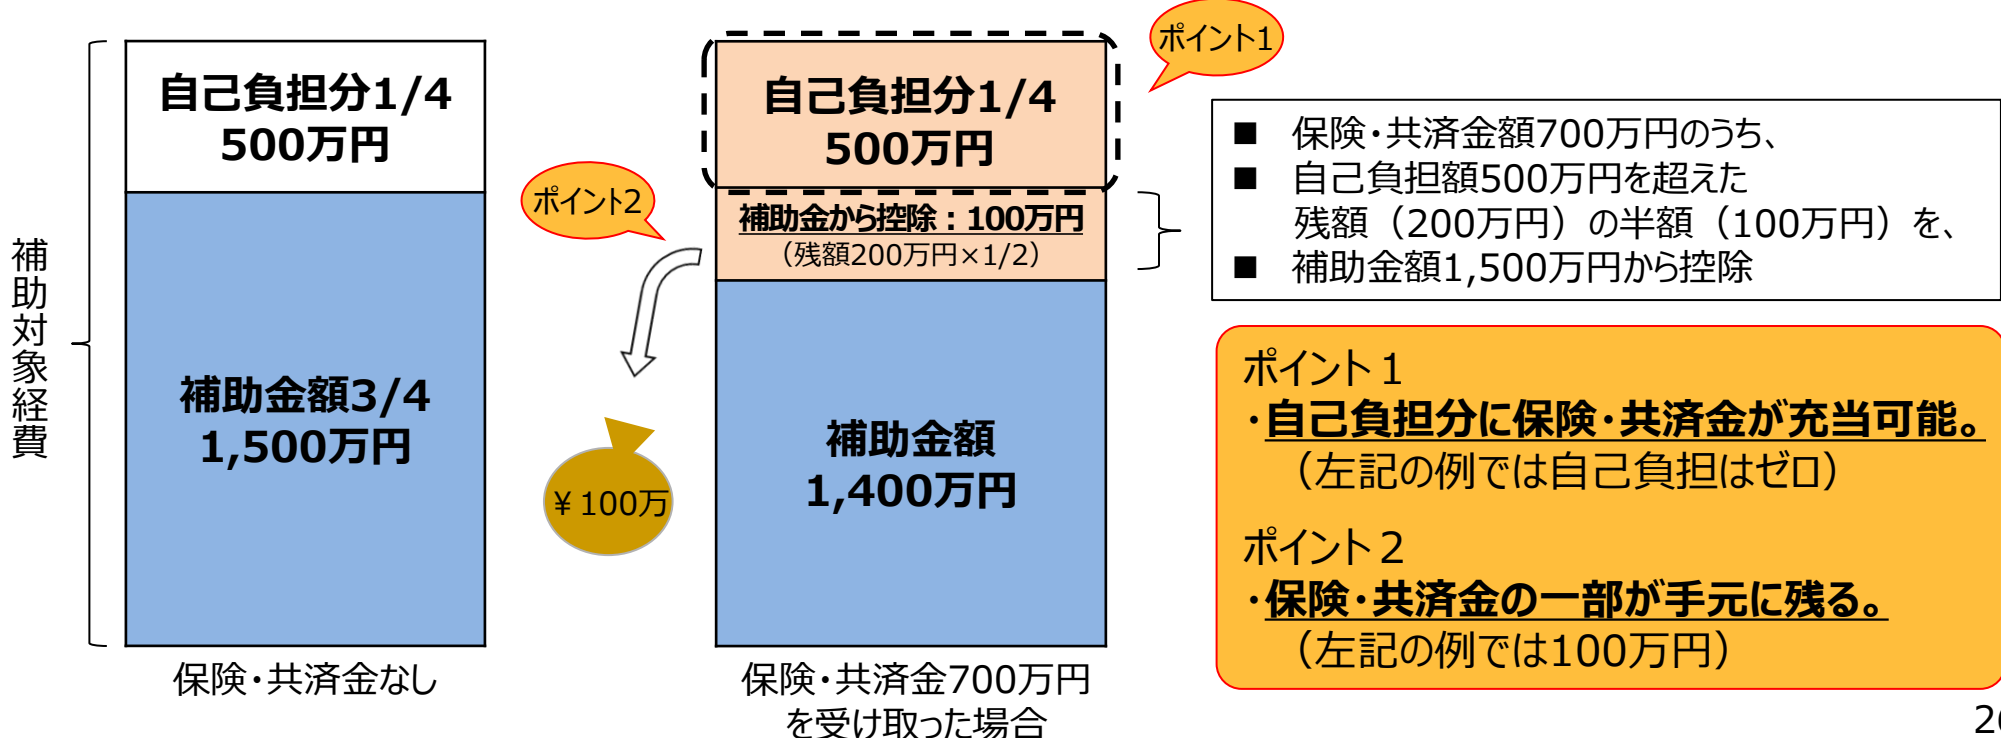 補助対象経費
自己負担分1/4
500万円
補助金額3/4
1,500万円
保険・共済金なし
ポイント2
¥100万
自己負担分1/4
500万円
補助金から控除：100万円
（残額200万円×1/2）
補助金額
1,400万円
保険・共済金700万円
を受け取った場合
ポイント1
■ 保険・共済金額700万円のうち、
■ 自己負担額500万円を超えた
残額（200万円）の半額（100万円）を、
■ 補助金額1,500万円から控除
ポイント1
・自己負担分に保険・共済金が充当可能。
（左記の例では自己負担はゼロ）
ポイント2
・保険・共済金の一部が手元に残る。
（左記の例では100万円）